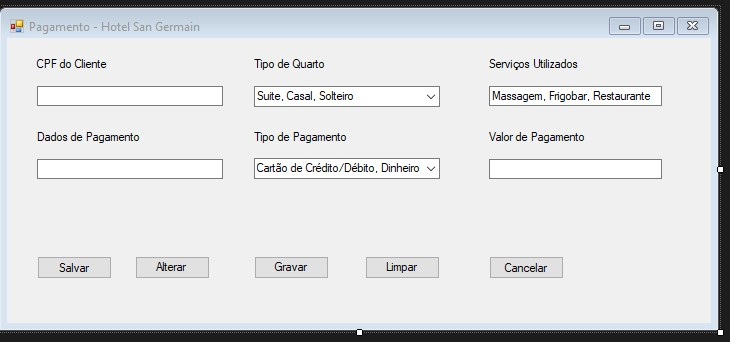 Pagamento - Hotel San Germain
CPF do Cliente
Tipo de Quarto
Serviços Utilizados
Suite, Casal, Solteiro
Massagem, Frigobar, Restaurante
Dados de Pagamento
Tipo de Pagamento
Valor de Pagamento
Cartão de Crédito/Débito, Dinheiro
Salvar
Alterar
Gravar
Limpar
Cancelar